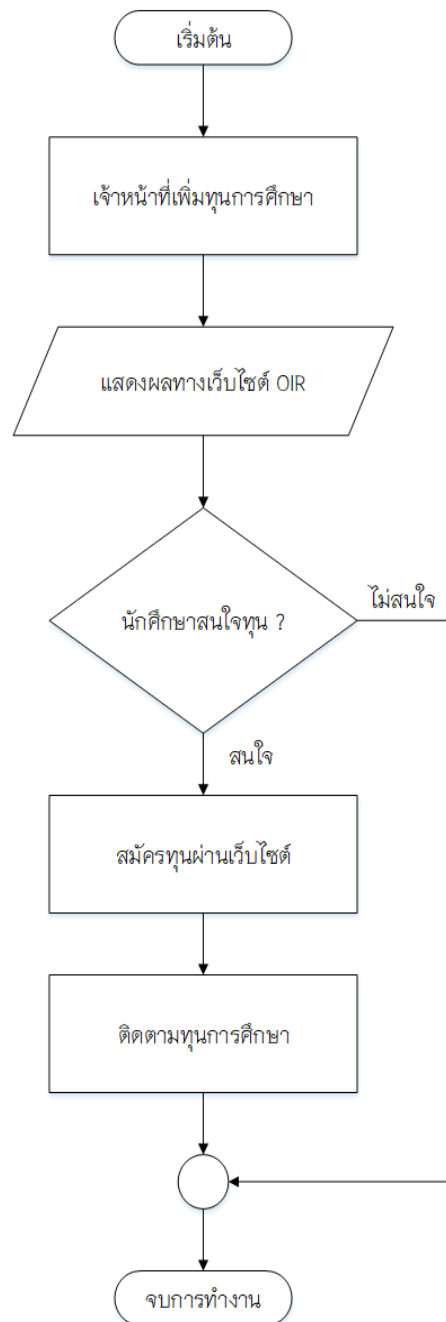 เริ่มต้น
เจ้าหน้าที่เพิ่มทุนการศึกษา
แสดงผลทางเว็บไซต์ OIR
นักศึกษาสนใจทุน ?
ไม่สนใจ
สนใจ
สมัครทุนผ่านเว็บไซต์
ติดตามทุนการศึกษา
จบการทำงาน